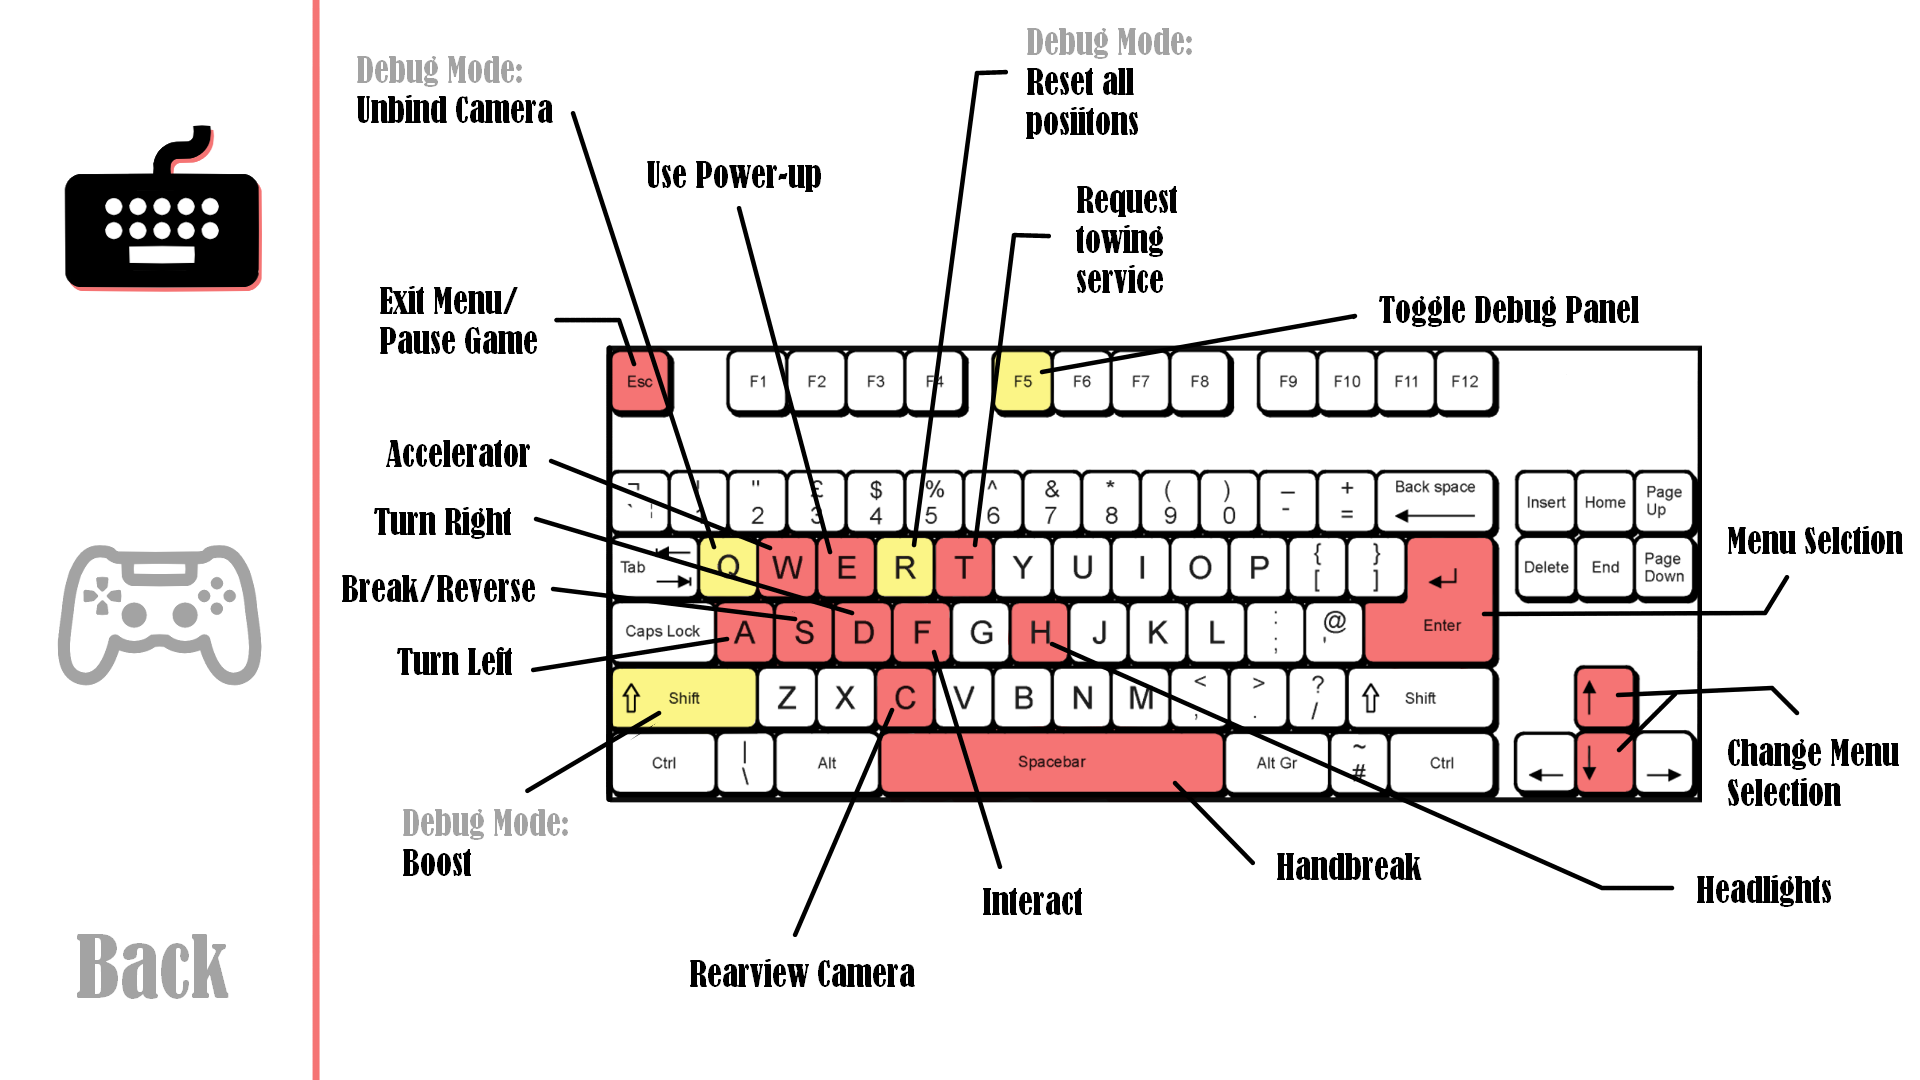 Debug Mode:
Unbind Camera
Debug Mode:
Reset all
posiitons
Use Power-up
Request
towing
service
Exit Menu/
Pause Game
Toggle Debug Panel
Accelerator
Turn Right
Break/Reverse
Turn Left
Menu Selction
Change Menu
Selection
Debug Mode:
Boost
Handbreak
Headlights
Interact
Rearview Camera
Back
Esc F1 F2 F3 F4 F5 F6 F7 F8 F9 F10 F11 F12
¬ ! " £ $ % ^ & * ( ) _ + Back space
` ¦ 1 2 3 4 5 6 7 8 9 0 - =
Insert Home Page Up
Tab Q W E R T Y U I O P { [ } ]
Delete End Page Down
Caps Lock A S D F G H J K L : ; @ ' Enter
Shift Z X C V B N M < , > . ? / Shift
Ctrl | \ Alt Spacebar Alt Gr ~ # Ctrl